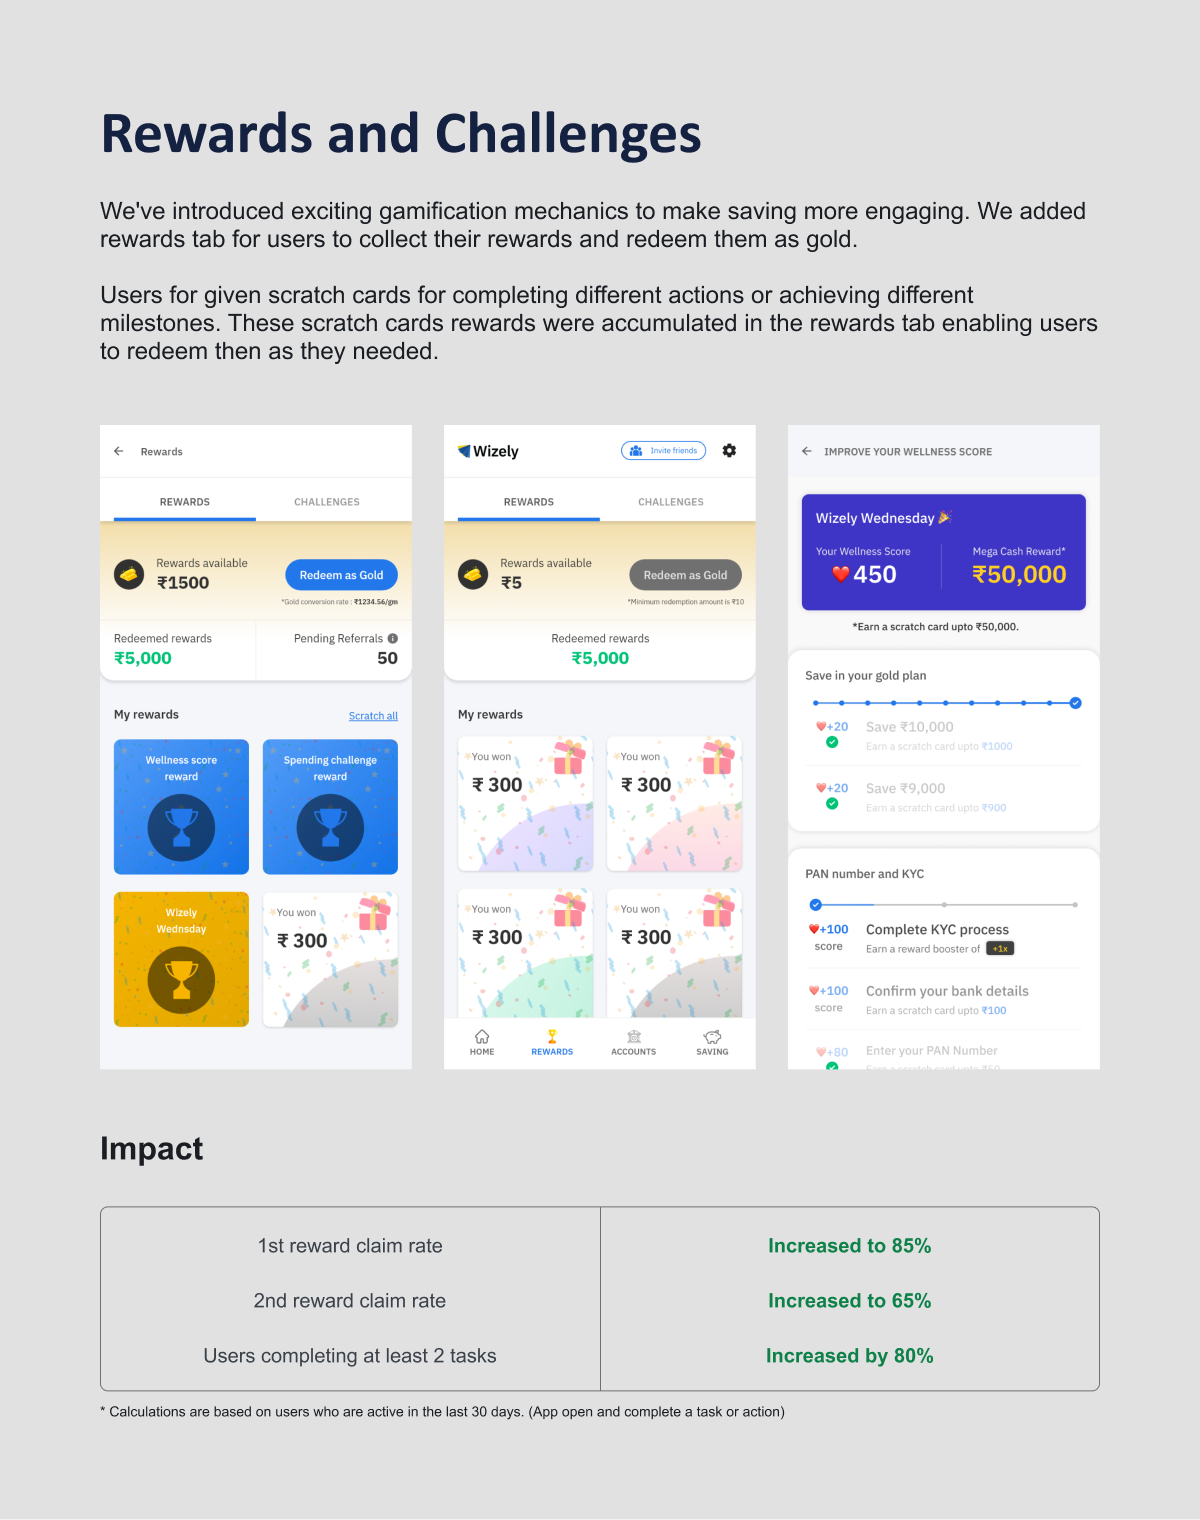 Rewards and Challenges
We've introduced exciting gamification mechanics to make saving more engaging. We added
rewards tab for users to collect their rewards and redeem them as gold.
Users for given scratch cards for completing different actions or achieving different
milestones. These scratch cards rewards were accumulated in the rewards tab enabling users
to redeem then as they needed.
Rewards
REWARDS CHALLENGES
Rewards available
₹1500
Redeem as Gold
*Gold conversion rate : ₹1234.56/gm
Redeemed rewards
₹5,000
Pending Referrals
50
My rewards
Scratch all
Wellness score
reward
Spending challenge
reward
Wizely
Wednsday
You won
₹ 300
Wizely
Invite friends
REWARDS CHALLENGES
Rewards available
₹5
Redeem as Gold
*Minimum redemption amount is ₹10
Redeemed rewards
₹5,000
My rewards
You won
₹ 300
You won
₹ 300
You won
₹ 300
You won
₹ 300
HOME REWARDS ACCOUNTS SAVING
IMPROVE YOUR WELLNESS SCORE
Wizely Wednesday
Your Wellness Score
450
Mega Cash Reward*
₹50,000
*Earn a scratch card upto ₹50,000.
Save in your gold plan
+20 Save ₹10,000
Earn a scratch card upto ₹1000
+20 Save ₹9,000
Earn a scratch card upto ₹900
PAN number and KYC
+100 Complete KYC process
score Earn a reward booster of +1x
+100 Confirm your bank details
score Earn a scratch card upto ₹100
+80 Enter your PAN Number
Earn a scratch card upto ₹50
Impact
1st reward claim rate Increased to 85%
2nd reward claim rate Increased to 65%
Users completing at least 2 tasks Increased by 80%
* Calculations are based on users who are active in the last 30 days. (App open and complete a task or action)